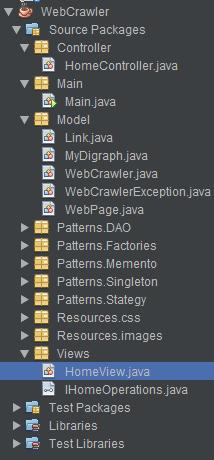 WebCrawler
Source Packages
Controller
HomeController.java
Main
Main.java
Model
Link.java
MyDigraph.java
WebCrawler.java
WebCrawlerException.java
WebPage.java
Patterns.DAO
Patterns.Factories
Patterns.Memento
Patterns.Singleton
Patterns.Stategy
Resources.css
Resources.images
Views
HomeView.java
IHomeOperations.java
Test Packages
Libraries
Test Libraries